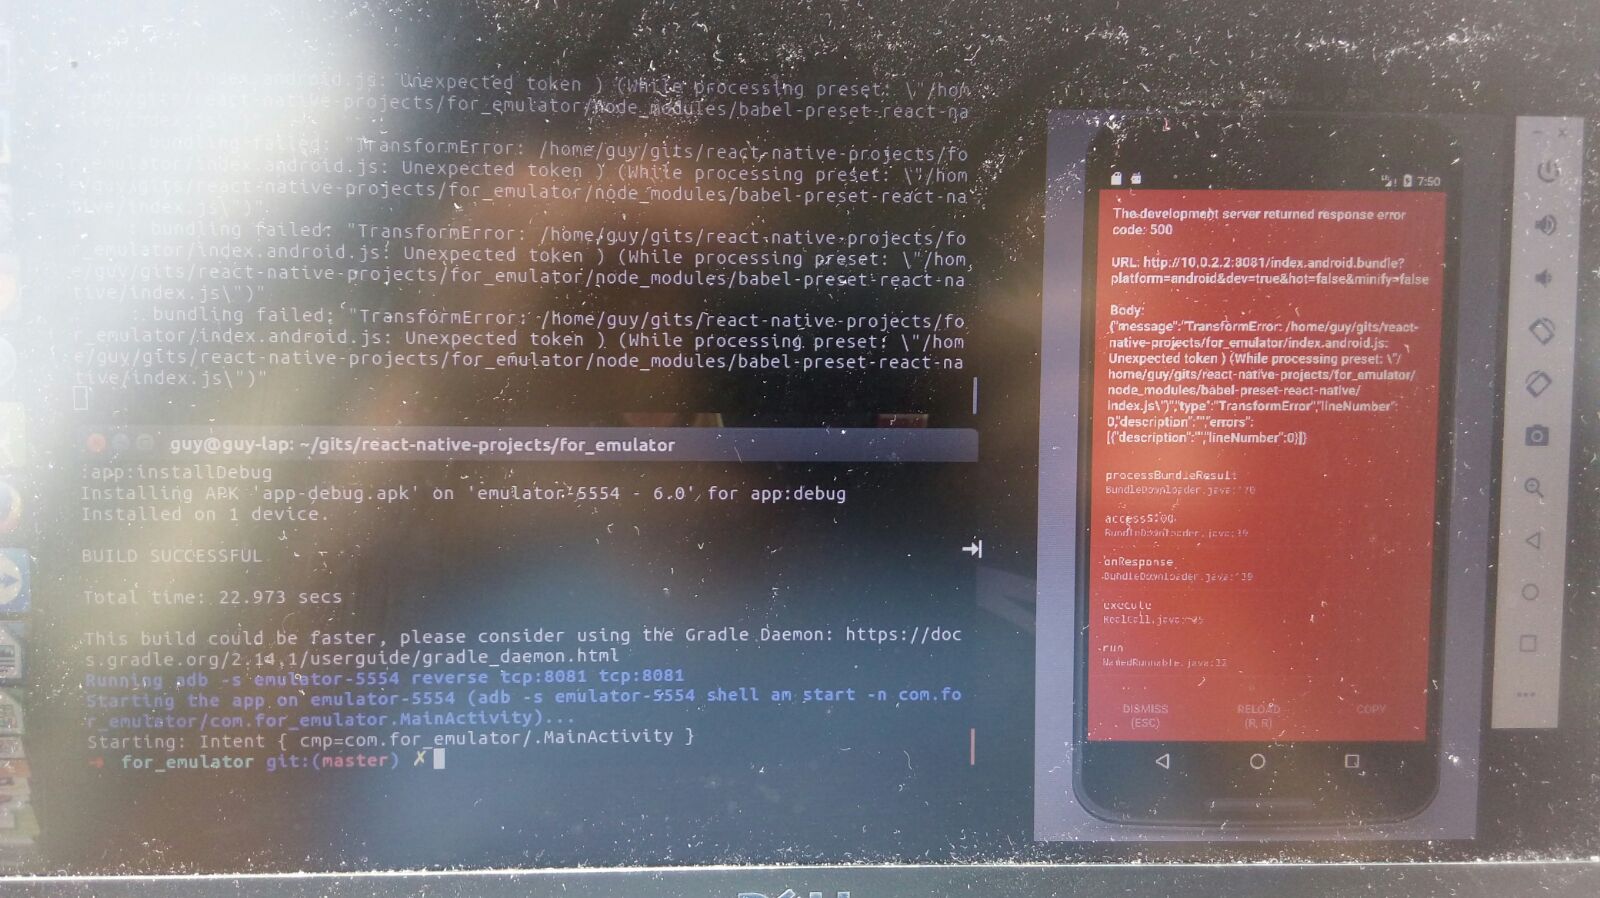 index.android.js: Unexpected token ) (While processing preset: \"/hom
e/guy/gits/react-native-projects/for_emulator/node_modules/babel-preset-react-na
tive/index.js\")"
bundling failed: "TransformError: /home/guy/gits/react-native-projects/fo
r_emulator/index.android.js: Unexpected token ) (While processing preset: \"/hom
e/guy/gits/react-native-projects/for_emulator/node_modules/babel-preset-react-na
tive/index.js\")"
: bundling failed: "TransformError: /home/guy/gits/react-native-projects/fo
r_emulator/index.android.js: Unexpected token ) (While processing preset: \"/hom
e/guy/gits/react-native-projects/for_emulator/node_modules/babel-preset-react-na
tive/index.js\")"
: bundling failed: "TransformError: /home/guy/gits/react-native-projects/fo
r_emulator/index.android.js: Unexpected token ) (While processing preset: \"/hom
e/guy/gits/react-native-projects/for_emulator/node_modules/babel-preset-react-na
tive/index.js\")"
guy@guy-lap: ~/gits/react-native-projects/for_emulator
:app:installDebug
Installing APK 'app-debug.apk' on 'emulator-5554 - 6.0' for app:debug
Installed on 1 device.
BUILD SUCCESSFUL
Total time: 22.973 secs
This build could be faster, please consider using the Gradle Daemon: https://doc
s.gradle.org/2.14.1/userguide/gradle_daemon.html
Running adb -s emulator-5554 reverse tcp:8081 tcp:8081
Starting the app on emulator-5554 (adb -s emulator-5554 shell am start -n com.fo
r_emulator/com.for_emulator.MainActivity)...
Starting: Intent { cmp=com.for_emulator/.MainActivity }
→ for_emulator git:(master) ✗
7:50
The development server returned response error
code: 500
URL: http://10.0.2.2:8081/index.android.bundle?
platform=android&dev=true&hot=false&minify=false
Body:
{"message":"TransformError: /home/guy/gits/react-
native-projects/for_emulator/index.android.js:
Unexpected token ) (While processing preset: \"/
home/guy/gits/react-native-projects/for_emulator/
node_modules/babel-preset-react-native/
index.js\")","type":"TransformError","lineNumber":
0,"description":"","errors":
[{"description":"","lineNumber":0}]}
processBundleResult
access$100
onResponse
execute
run
NamedRunnable.java:32
DISMISS
(ESC)
RELOAD
(R, R)
COPY